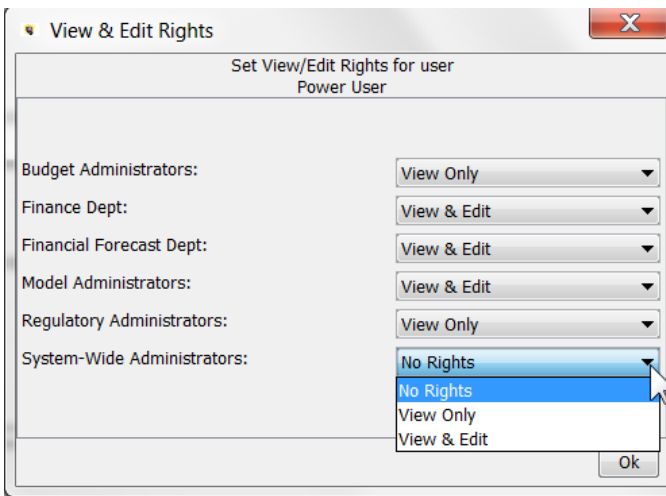 View & Edit Rights
Set View/Edit Rights for user
Power User
Budget Administrators: View Only
Finance Dept: View & Edit
Financial Forecast Dept: View & Edit
Model Administrators: View & Edit
Regulatory Administrators: View Only
System-Wide Administrators: No Rights
No Rights
View Only
View & Edit
Ok